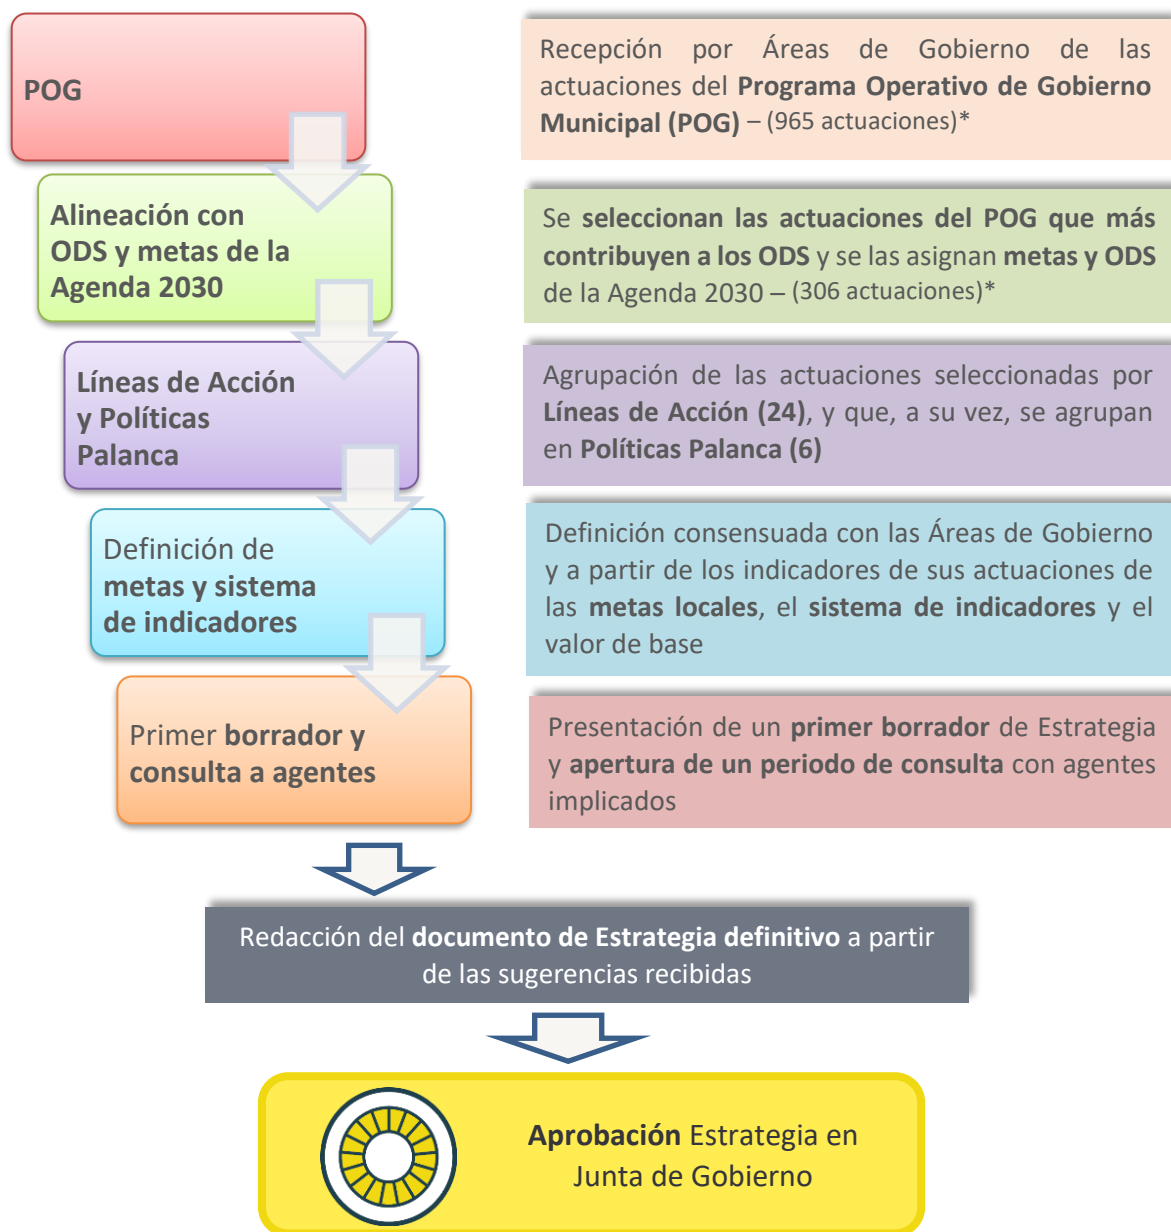 POG
Recepción por Áreas de Gobierno de las
actuaciones del Programa Operativo de Gobierno
Municipal (POG) – (965 actuaciones)*
Alineación con
ODS y metas de la
Agenda 2030
Se seleccionan las actuaciones del POG que más
contribuyen a los ODS y se las asignan metas y ODS
de la Agenda 2030 – (306 actuaciones)*
Líneas de Acción
y Políticas
Palanca
Agrupación de las actuaciones seleccionadas por
Líneas de Acción (24), y que, a su vez, se agrupan
en Políticas Palanca (6)
Definición de
metas y sistema
de indicadores
Definición consensuada con las Áreas de Gobierno
y a partir de los indicadores de sus actuaciones de
las metas locales, el sistema de indicadores y el
valor de base
Primer borrador y
consulta a agentes
Presentación de un primer borrador de Estrategia
y apertura de un periodo de consulta con agentes
implicados
Redacción del documento de Estrategia definitivo a partir
de las sugerencias recibidas
Aprobación Estrategia en
Junta de Gobierno